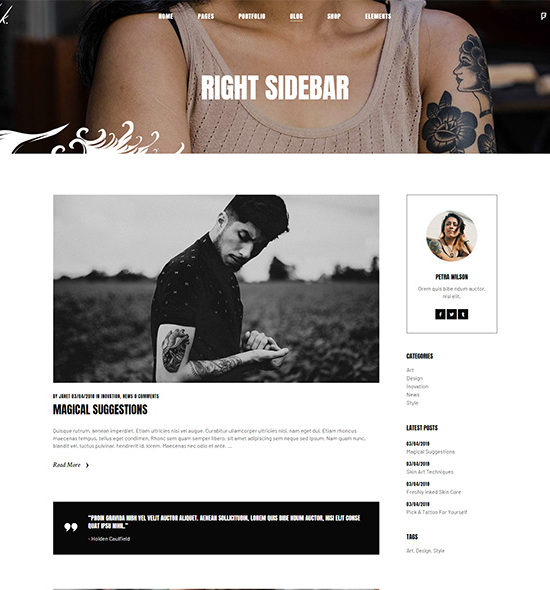 k.
HOME PAGES PORTFOLIO BLOG SHOP ELEMENTS
RIGHT SIDEBAR
BY JANET 03/04/2018 IN INOVATION, NEWS 0 COMMENTS
MAGICAL SUGGESTIONS
Quisque rutrum, aenean imperdiet. Etiam ultricies nisi vel augue. Curabitur ullamcorper ultricies nisi, nam eget dui. Etiam rhoncus
maecenas tempus, tellus eget condimen. Rhonc sem quam semper libero, sit amet adipiscing sem neque sed ipsum. Nam quam nunc,
blandit vel, luctus pulvinar, hendrerit id, lorem. Maecenas nec odio et ante. ...
Read More
"PROIN GRAVIDA NIBH VEL VELIT AUCTOR ALIQUET. AENEAN SOLLICITUDIN, LOREM QUIS BIBE NDUM AUCTOR, NISI ELIT CONSE
QUAT IPSU NIHIL."
- Holden Caulfield
PETRA WILSON
Orem quis bibe ndum auctor,
nisi elit.
f t
CATEGORIES
Art
Design
Inovation
News
Style
LATEST POSTS
03/04/2018
Magical Suggestions
03/04/2018
Skin Art Techniques
03/04/2018
Freshly Inked Skin Care
03/04/2018
Pick A Tattoo For Yourself
TAGS
Art, Design, Style